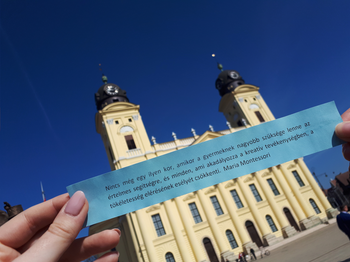 Nincs még egy ilyen kor, amikor a gyermeknek nagyobb szüksége lenne az
értelmes segítségre, és minden, ami akadályozza a kreatív tevékenységben, a
tökéletesség elérésének esélyét csökkenti. Maria Montessori